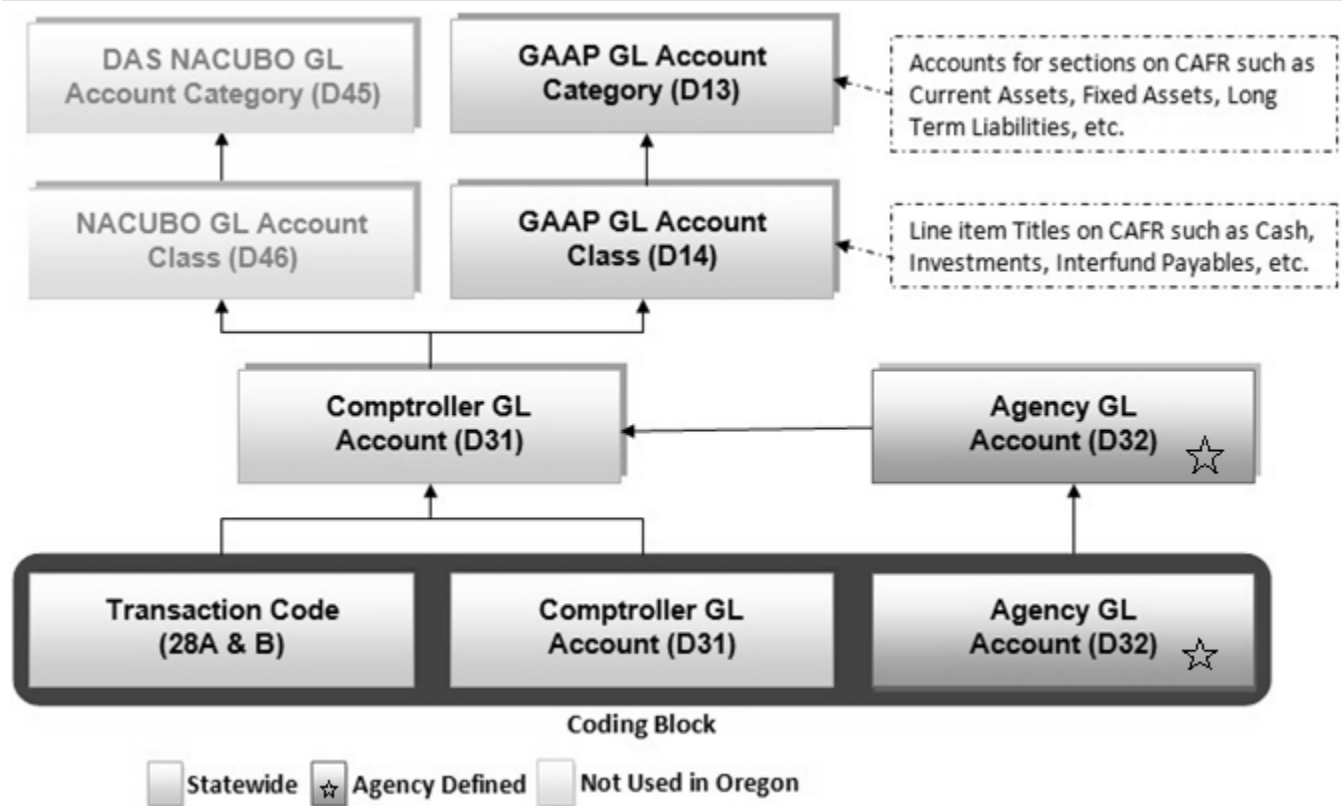 DAS NACUBO GL
Account Category (D45)
GAAP GL Account
Category (D13)
Accounts for sections on CAFR such as
Current Assets, Fixed Assets, Long
Term Liabilities, etc.
NACUBO GL Account
Class (D46)
GAAP GL Account
Class (D14)
Line item Titles on CAFR such as Cash,
Investments, Interfund Payables, etc.
Comptroller GL
Account (D31)
Agency GL
Account (D32)
Transaction Code
(28A & B)
Comptroller GL
Account (D31)
Agency GL
Account (D32)
Coding Block
Statewide
Agency Defined
Not Used in Oregon